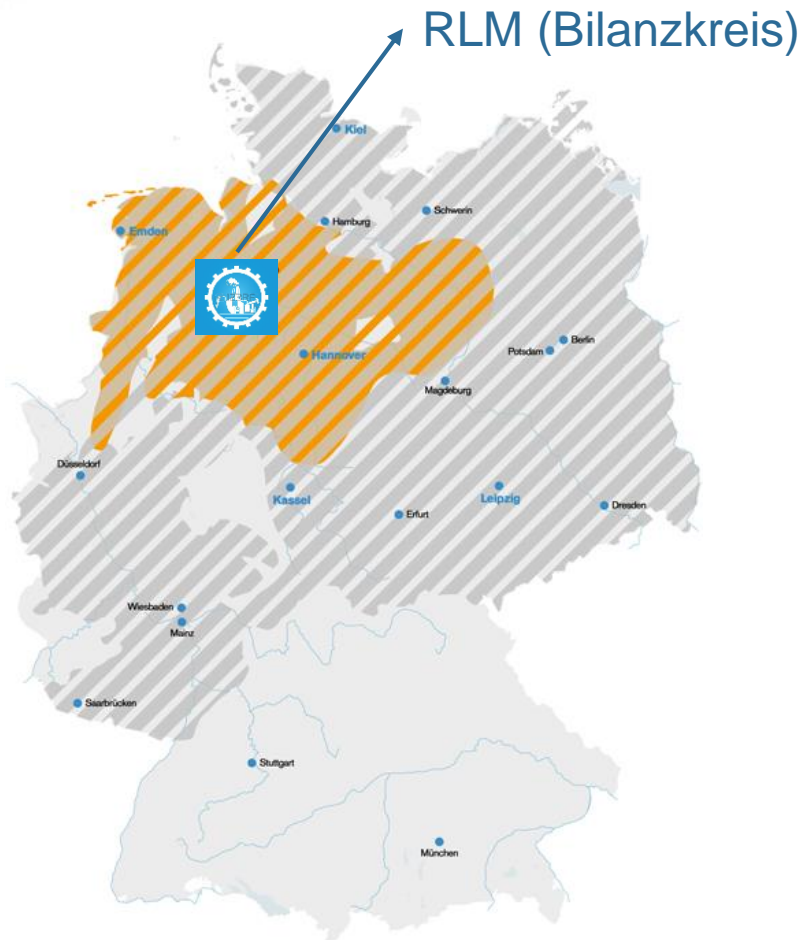 RLM (Bilanzkreis)
Kiel
Schwerin
Hamburg
Emden
Berlin
Potsdam
Hannover
Magdeburg
Düsseldorf
Kassel
Leipzig
Dresden
Erfurt
Wiesbaden
Mainz
Saarbrücken
Stuttgart
München